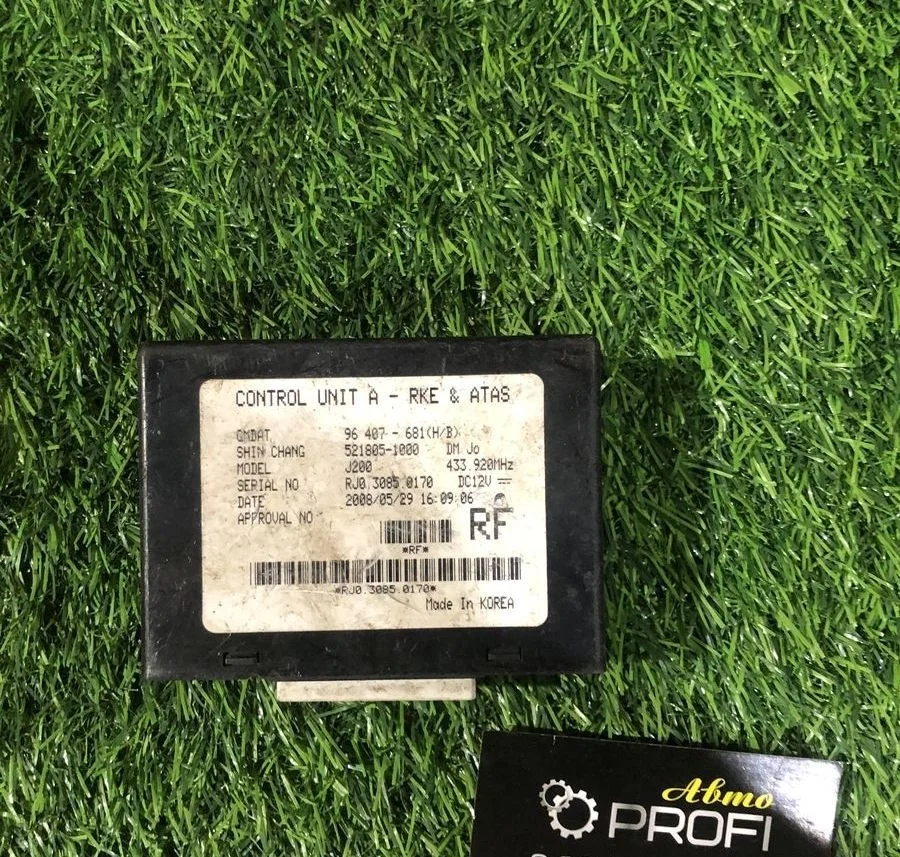 CONTROL UNIT A - RKE & ATAS
GMDAT 96 407 - 681(H/B)
SHIN CHANG 521805-1000 DM Jo
MODEL J200 433.920MHz
SERIAL NO RJ0.3085.0170 DC12V
DATE 2008/05/29 16:09:06
APPROVAL NO
RF
*RF*
*RJ0.3085.0170*
Made In KOREA
Авто
PROFI